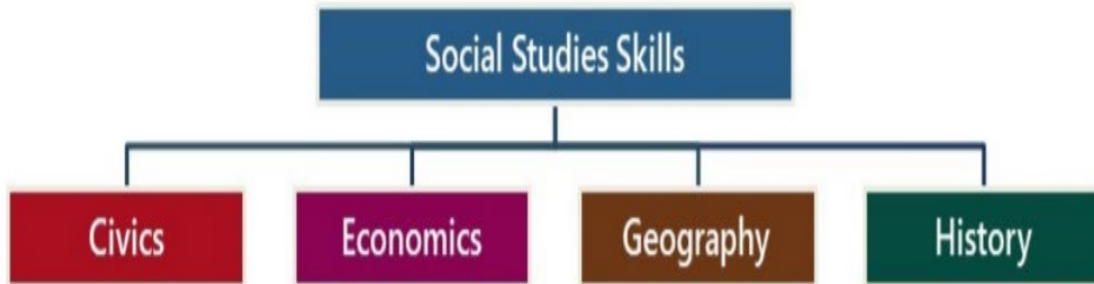 Social Studies Skills
Civics
Economics
Geography
History